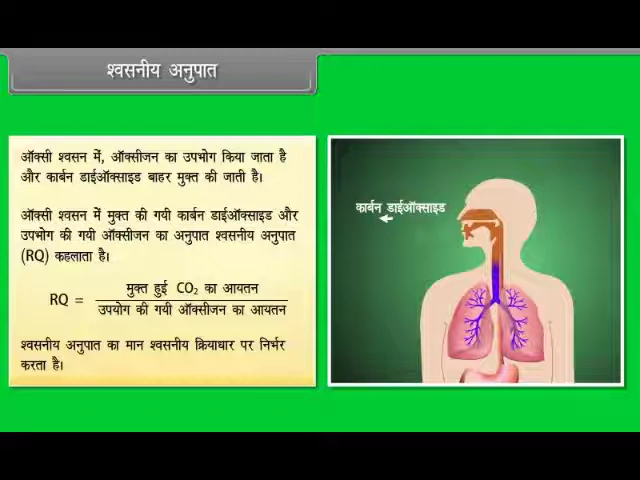 श्वसनीय अनुपात
ऑक्सी श्वसन में, ऑक्सीजन का उपभोग किया जाता है
और कार्बन डाईऑक्साइड बाहर मुक्त की जाती है।
ऑक्सी श्वसन में मुक्त की गयी कार्बन डाईऑक्साइड और
उपभोग की गयी ऑक्सीजन का अनुपात श्वसनीय अनुपात
(RQ) कहलाता है।
RQ = मुक्त हुई CO₂ का आयतन
उपयोग की गयी ऑक्सीजन का आयतन
श्वसनीय अनुपात का मान श्वसनीय क्रियाधार पर निर्भर
करता है।
कार्बन डाईऑक्साइड